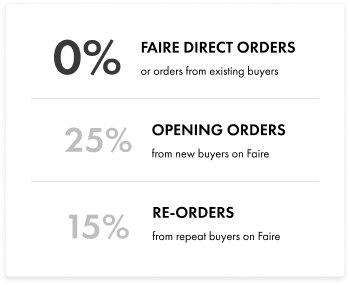 0%
FAIRE DIRECT ORDERS
or orders from existing buyers
25%
OPENING ORDERS
from new buyers on Faire
15%
RE-ORDERS
from repeat buyers on Faire